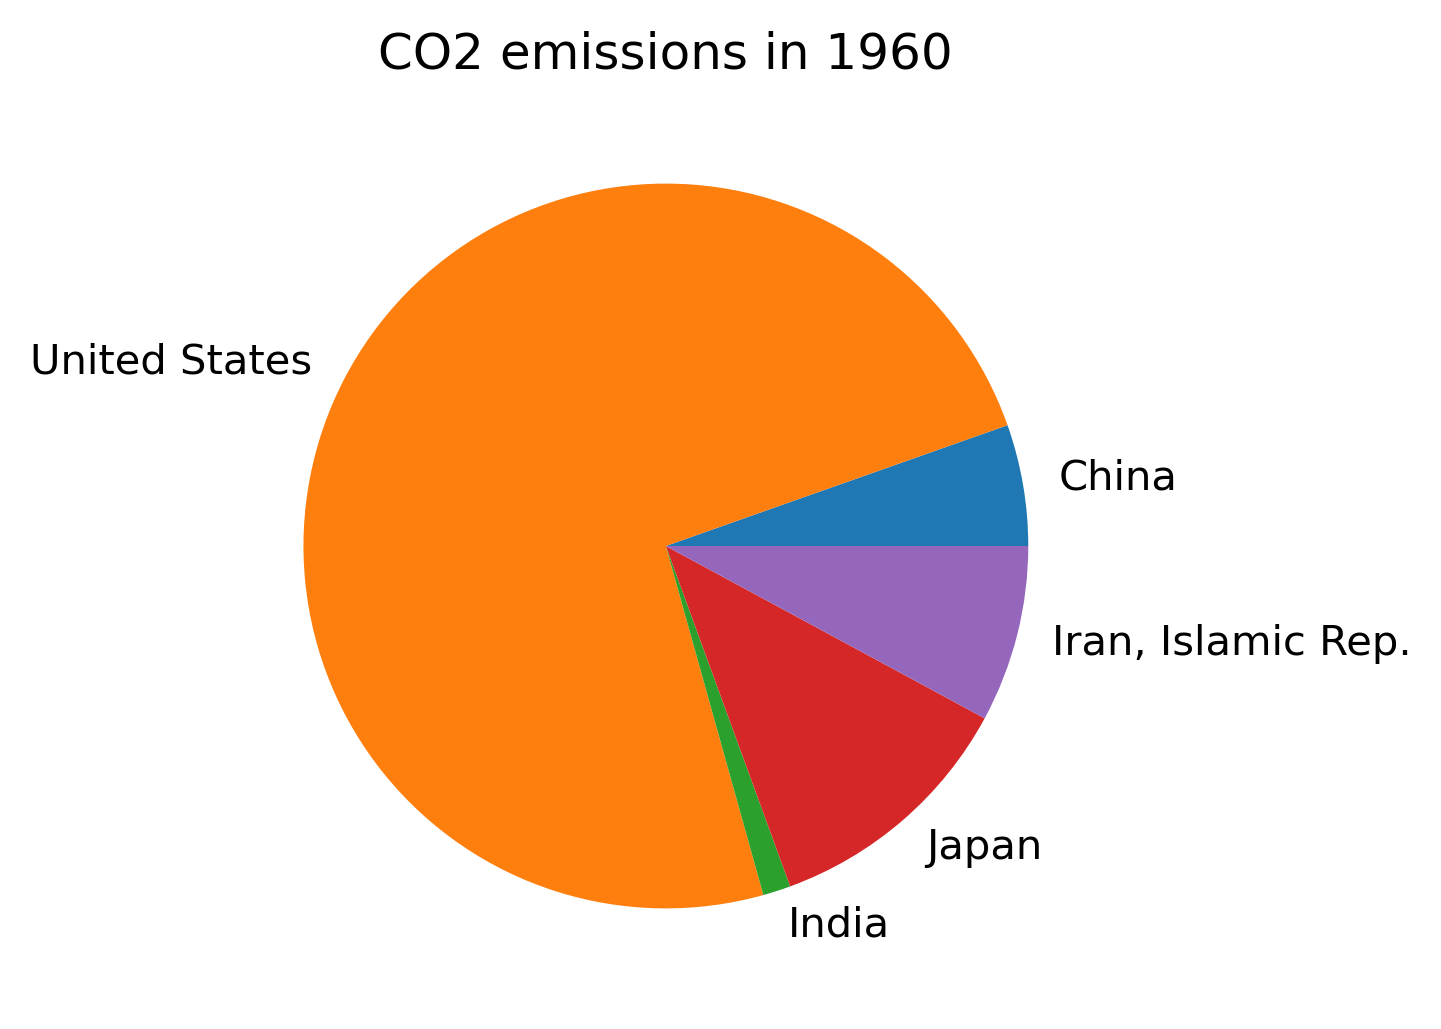 CO2 emissions in 1960
United States
China
Iran, Islamic Rep.
Japan
India